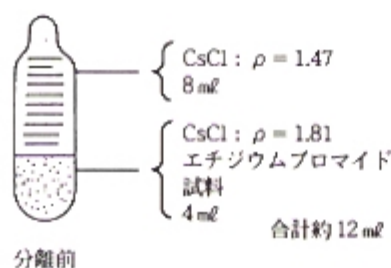 CsCl : ρ = 1.47
8 ㎖
CsCl : ρ = 1.81
エチジウムブロマイド
試料
4 ㎖
合計約 12 ㎖
分離前